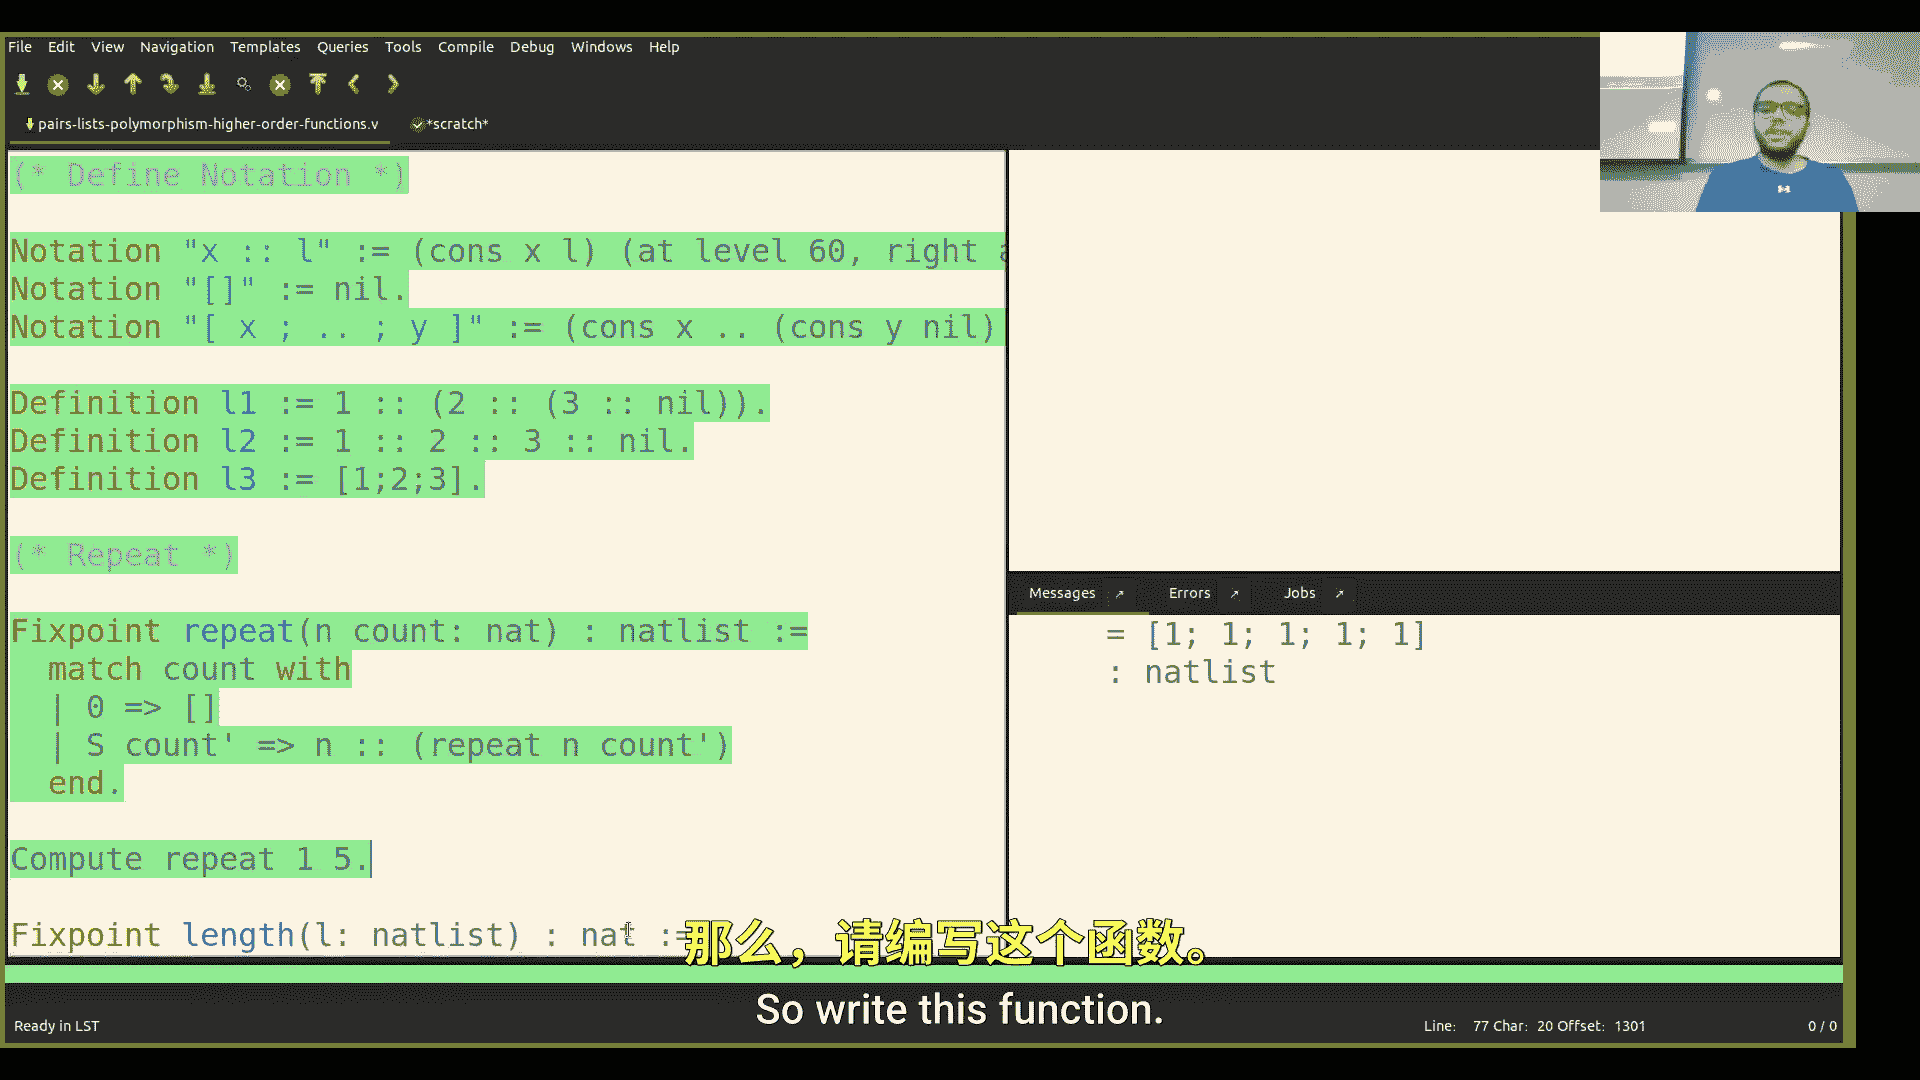 File Edit View Navigation Templates Queries Tools Compile Debug Windows Help
pairs-lists-polymorphism-higher-order-functions.v *scratch*
(* Define Notation *)
Notation "x :: l" := (cons x l) (at level 60, right
Notation "[]" := nil.
Notation "[ x ; .. ; y ]" := (cons x .. (cons y nil)
Definition l1 := 1 :: (2 :: (3 :: nil)).
Definition l2 := 1 :: 2 :: 3 :: nil.
Definition l3 := [1;2;3].
(* Repeat *)
Fixpoint repeat(n count: nat) : natlist :=
match count with
| 0 => []
| S count' => n :: (repeat n count')
end.
Compute repeat 1 5.
Fixpoint length(l: natlist) : nat :=
Messages Errors Jobs
= [1; 1; 1; 1; 1]
: natlist
那么，请编写这个函数。
So write this function.
Ready in LST Line: 77 Char: 20 Offset: 1301 0 / 0